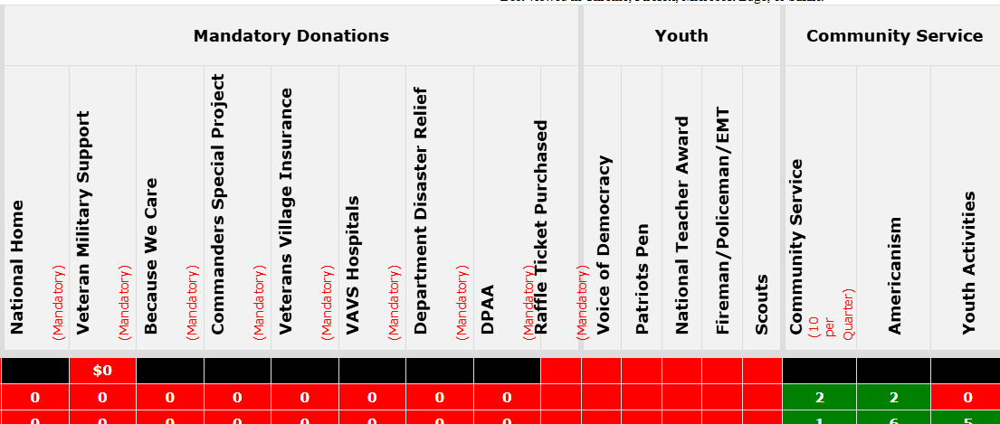 Mandatory Donations Youth Community Service
National Home
(Mandatory)
Veteran Military Support
(Mandatory)
Because We Care
(Mandatory)
Commanders Special Project
(Mandatory)
Veterans Village Insurance
(Mandatory)
VAVS Hospitals
(Mandatory)
Department Disaster Relief
(Mandatory)
DPAA
(Mandatory)
Raffle Ticket Purchased
(Mandatory)
Voice of Democracy
Patriots Pen
National Teacher Award
Fireman/Policeman/EMT
Scouts
Community Service
(10
per
Quarter)
Americanism
Youth Activities
$0
0 0 0 0 0 0 0 0 2 2 0
0 0 0 0 0 0 0 0 1 6 5